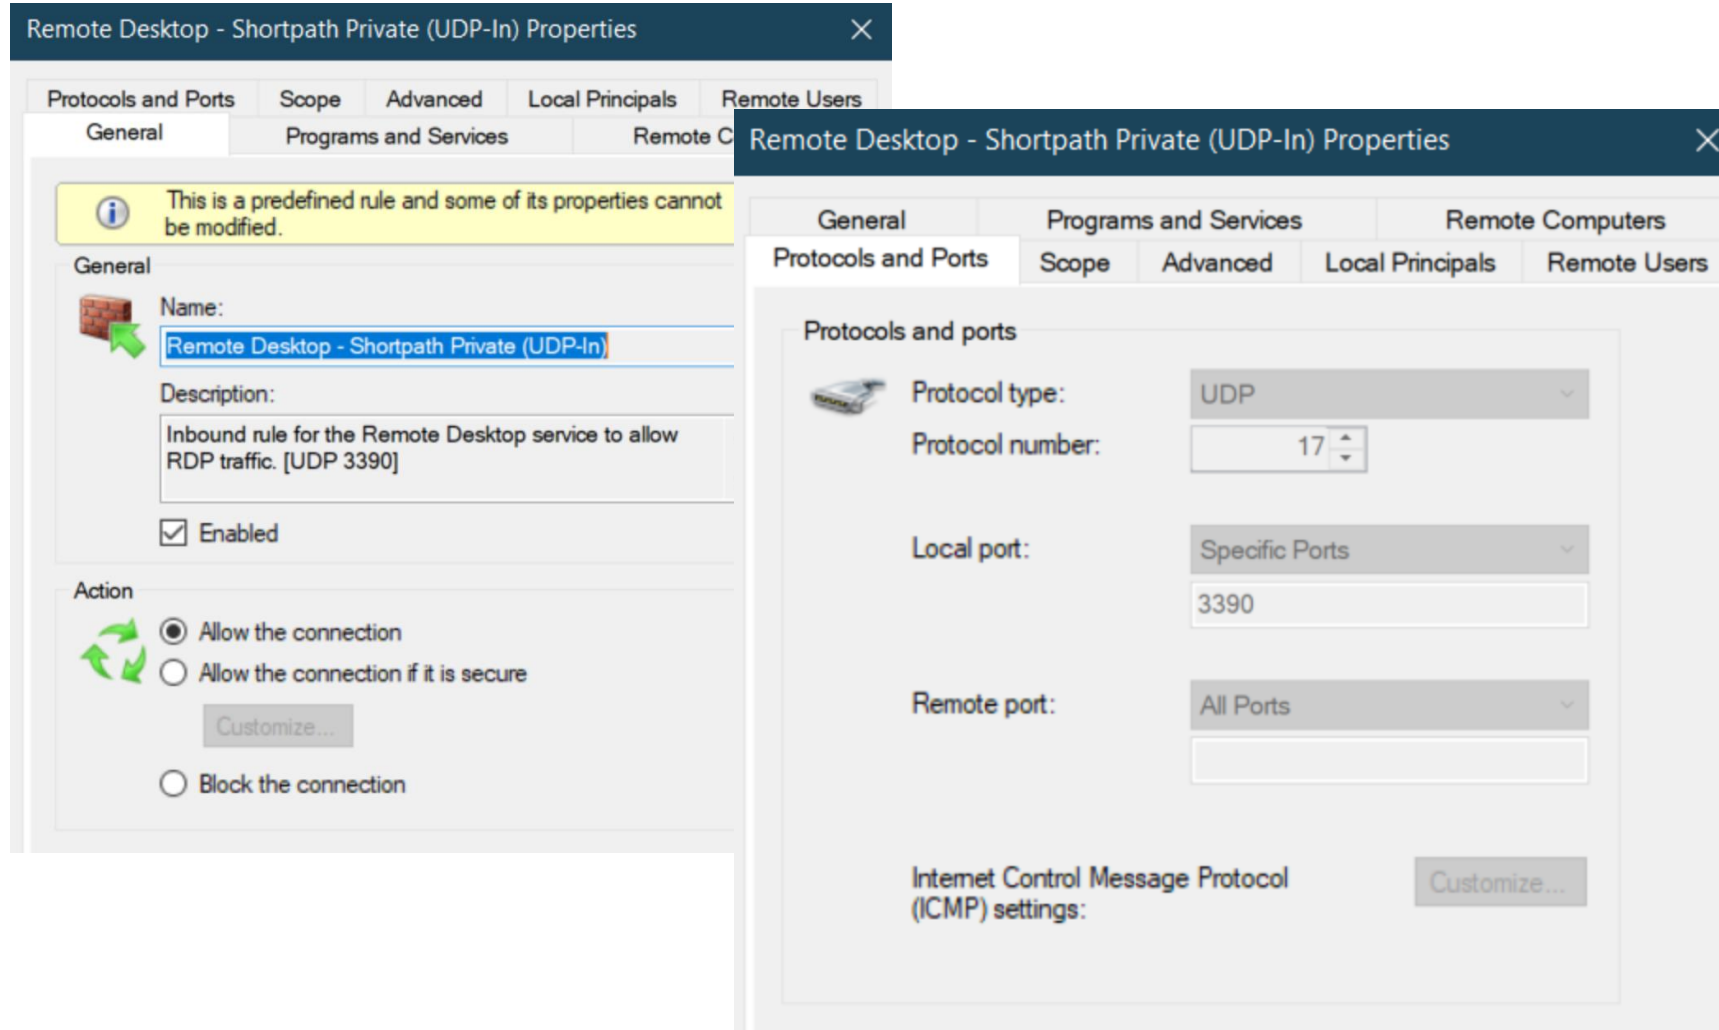 Remote Desktop - Shortpath Private (UDP-In) Properties
Protocols and Ports Scope Advanced Local Principals Remote Users
General Programs and Services Remote C
This is a predefined rule and some of its properties cannot
be modified.
General
Name:
Remote Desktop - Shortpath Private (UDP-In)
Description:
Inbound rule for the Remote Desktop service to allow
RDP traffic. [UDP 3390]
Enabled
Action
Allow the connection
Allow the connection if it is secure
Customize...
Block the connection
Remote Desktop - Shortpath Private (UDP-In) Properties
General Programs and Services Remote Computers
Protocols and Ports Scope Advanced Local Principals Remote Users
Protocols and ports
Protocol type: UDP
Protocol number: 17
Local port: Specific Ports
3390
Remote port: All Ports
Internet Control Message Protocol
(ICMP) settings: Customize...